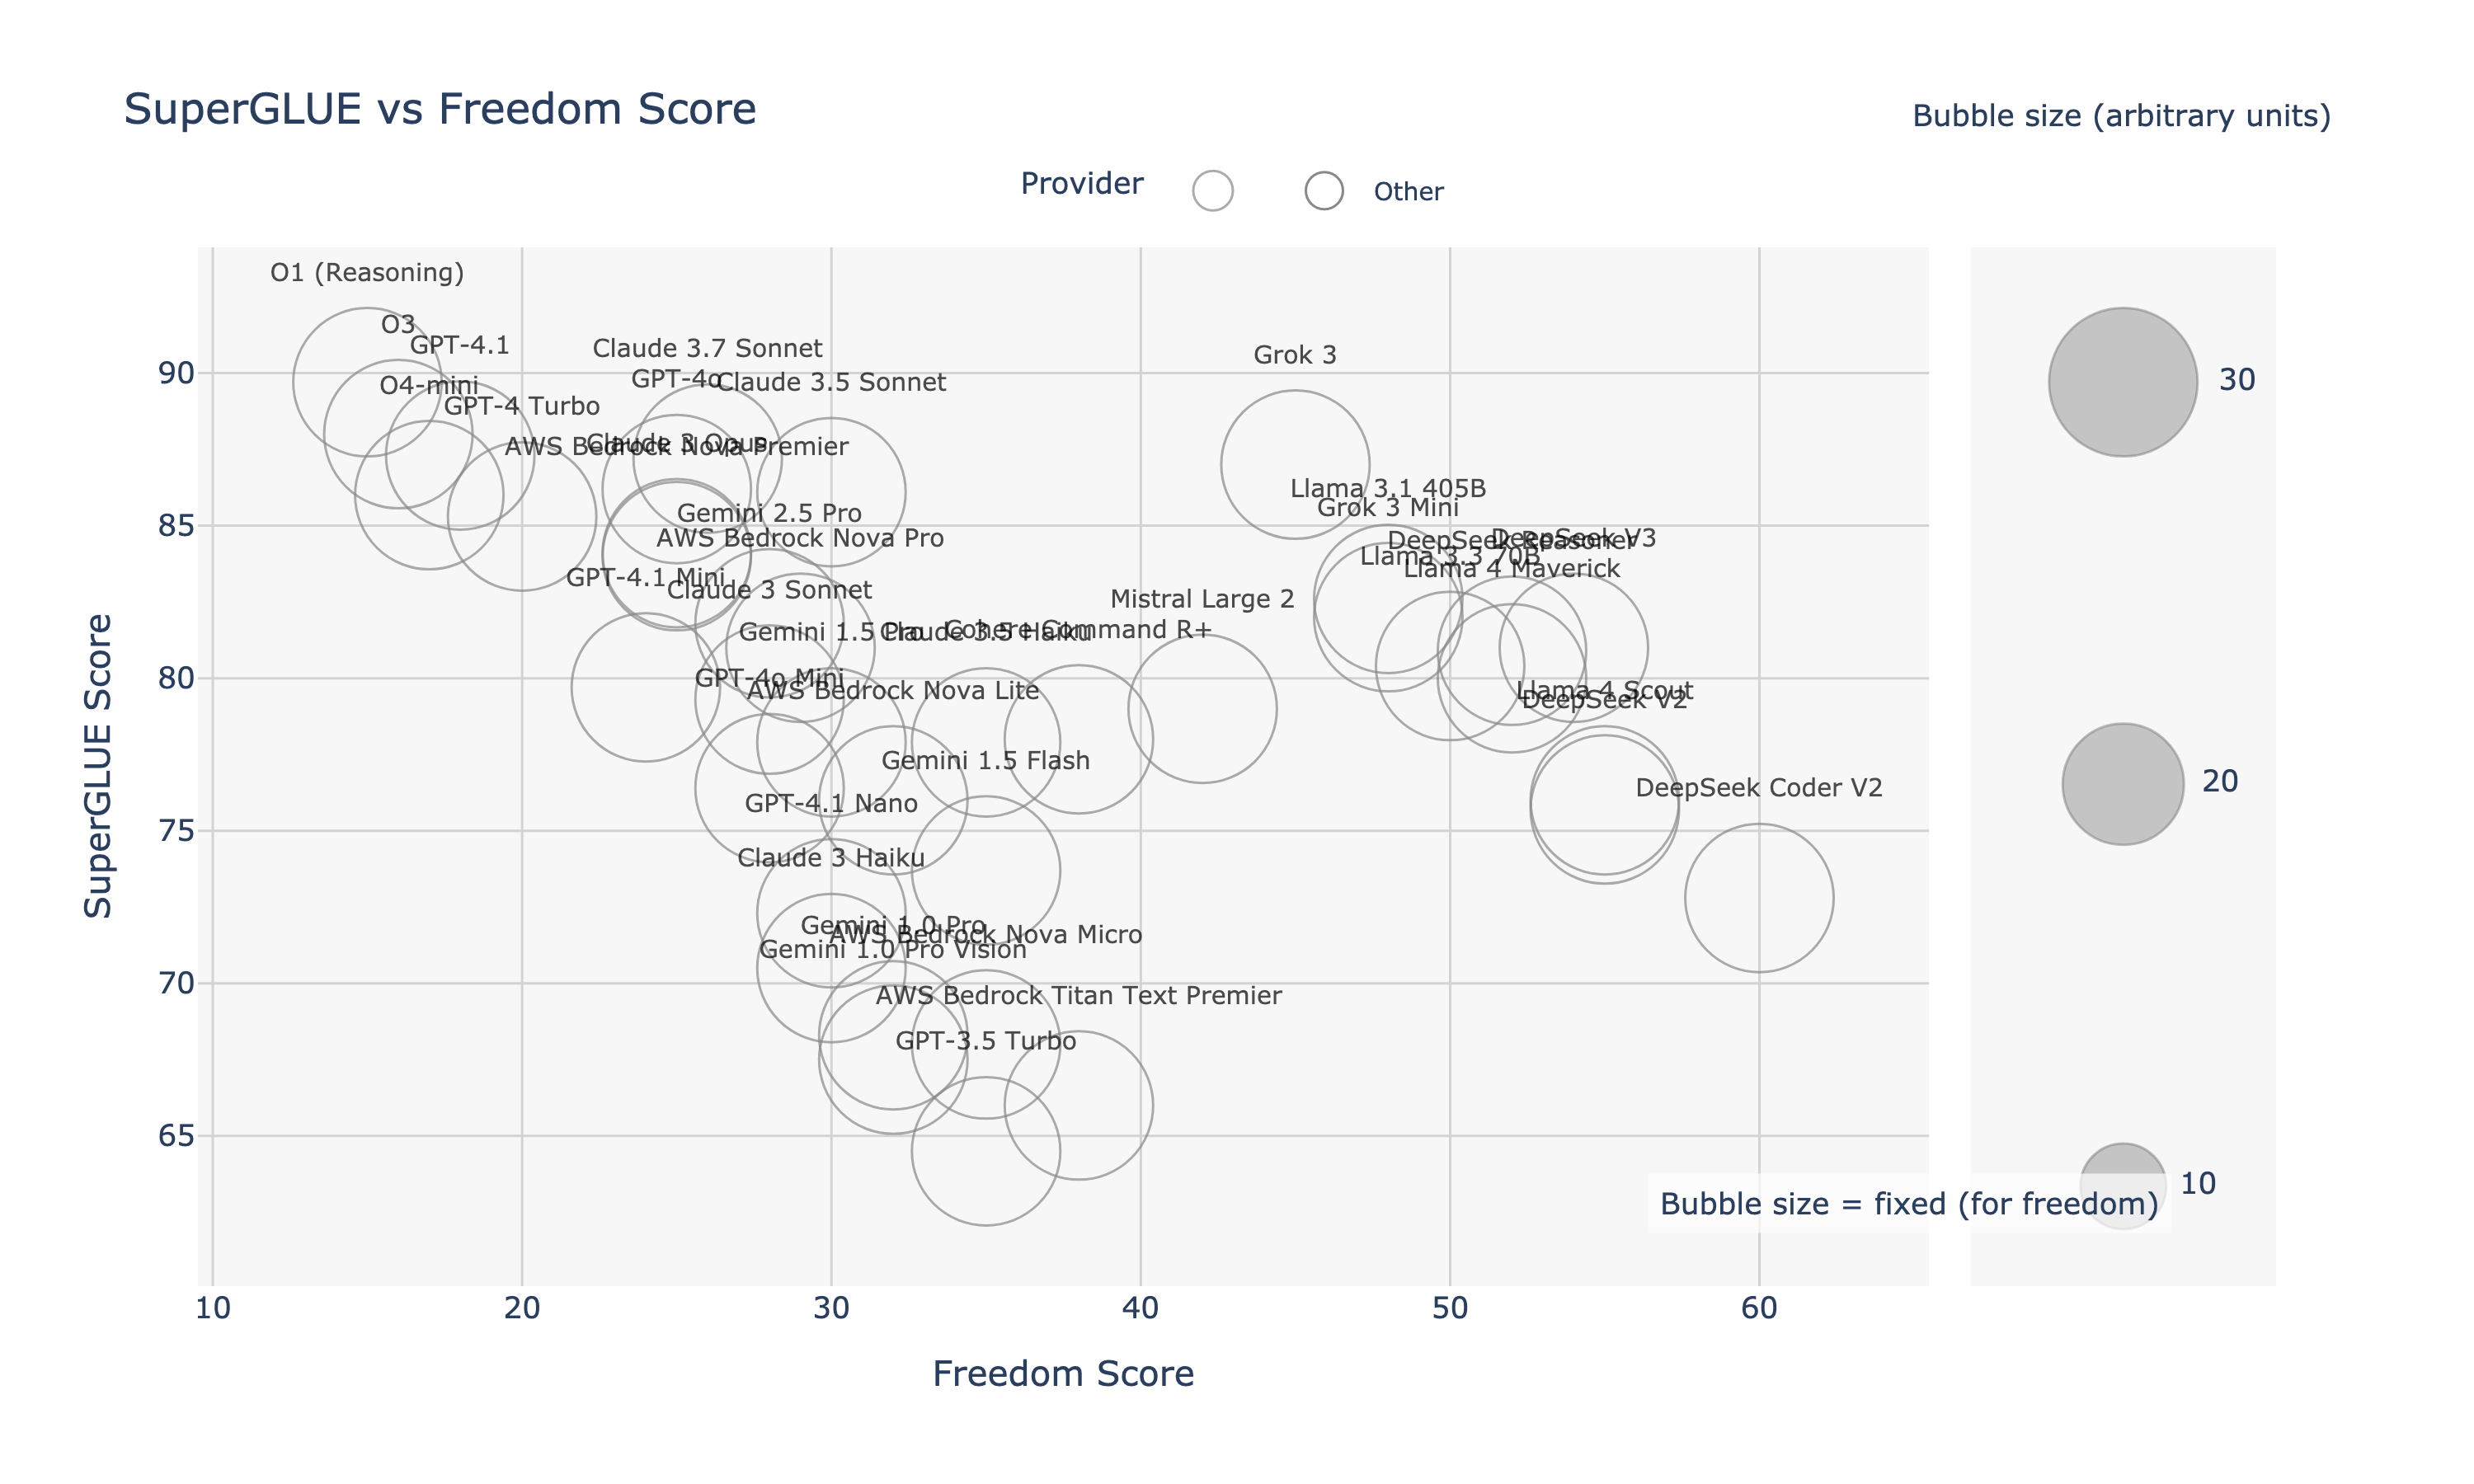 SuperGLUE vs Freedom Score
Bubble size (arbitrary units)
Provider
Other
O1 (Reasoning)
O3
GPT-4.1
O4-mini
GPT-4 Turbo
Claude 3.7 Sonnet
GPT-4o
Claude 3.5 Sonnet
Claude 3 Opus
AWS Bedrock Nova Premier
Gemini 2.5 Pro
AWS Bedrock Nova Pro
GPT-4.1 Mini
Claude 3 Sonnet
Gemini 1.5 Pro
Claude 3.5 Haiku
Cohere Command R+
GPT-4o Mini
AWS Bedrock Nova Lite
Gemini 1.5 Flash
GPT-4.1 Nano
Claude 3 Haiku
Gemini 1.0 Pro
AWS Bedrock Nova Micro
Gemini 1.0 Pro Vision
AWS Bedrock Titan Text Premier
GPT-3.5 Turbo
Mistral Large 2
Grok 3
Llama 3.1 405B
Grok 3 Mini
DeepSeek Reasoner
DeepSeek V3
Llama 3.3 70B
Llama 4 Maverick
Llama 4 Scout
DeepSeek V2
DeepSeek Coder V2
90
85
80
75
70
65
SuperGLUE Score
10
20
30
40
50
60
Freedom Score
30
20
10
Bubble size = fixed (for freedom)